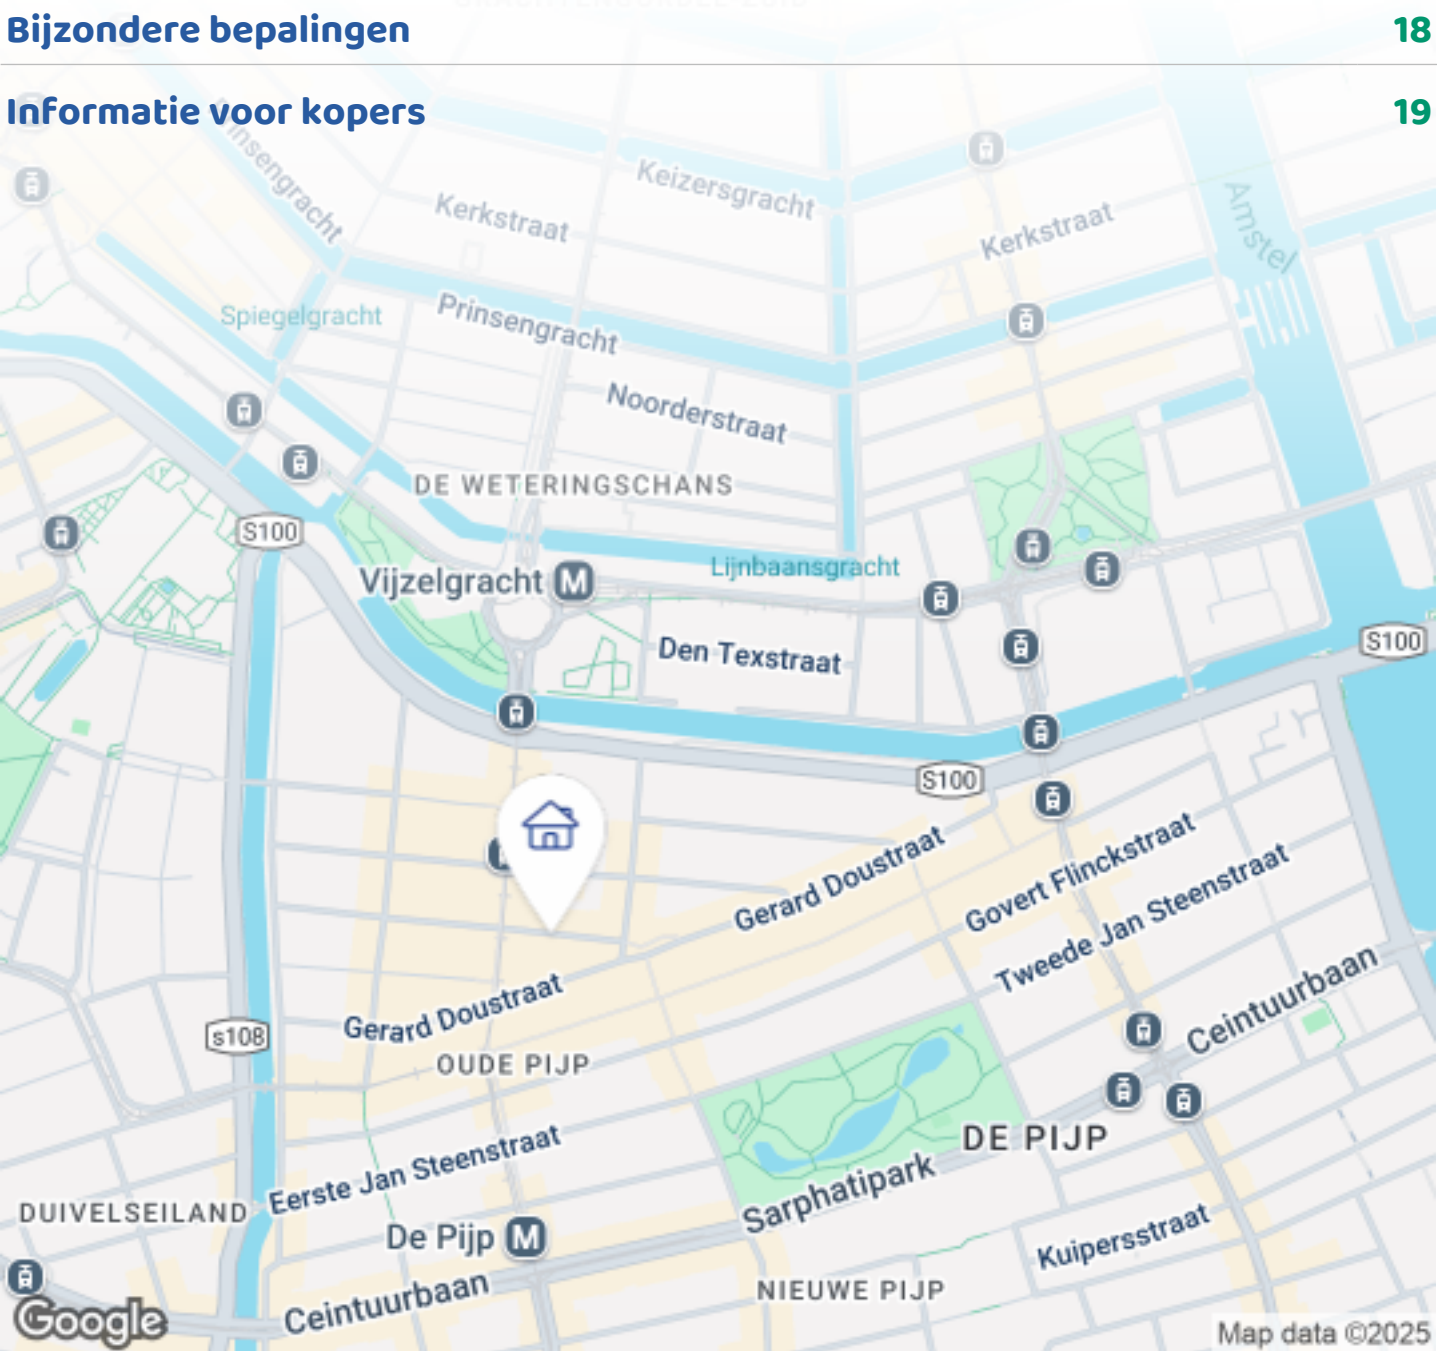 Bijzondere bepalingen 18
Informatie voor kopers 19
Prinsengracht
Keizersgracht
Kerkstraat
Kerkstraat
Amstel
Spiegelgracht
Prinsengracht
Noorderstraat
DE WETERINGSCHANS
S100
Lijnbaansgracht
Vijzelgracht M
Den Texstraat
S100
S100
Gerard Doustraat
Govert Flinckstraat
Tweede Jan Steenstraat
Gerard Doustraat
Ceintuurbaan
s108
OUDE PIJP
DE PIJP
Eerste Jan Steenstraat
Sarphatipark
DUIVELSEILAND
De Pijp M
Kuipersstraat
Ceintuurbaan
NIEUWE PIJP
Google
Map data ©2025